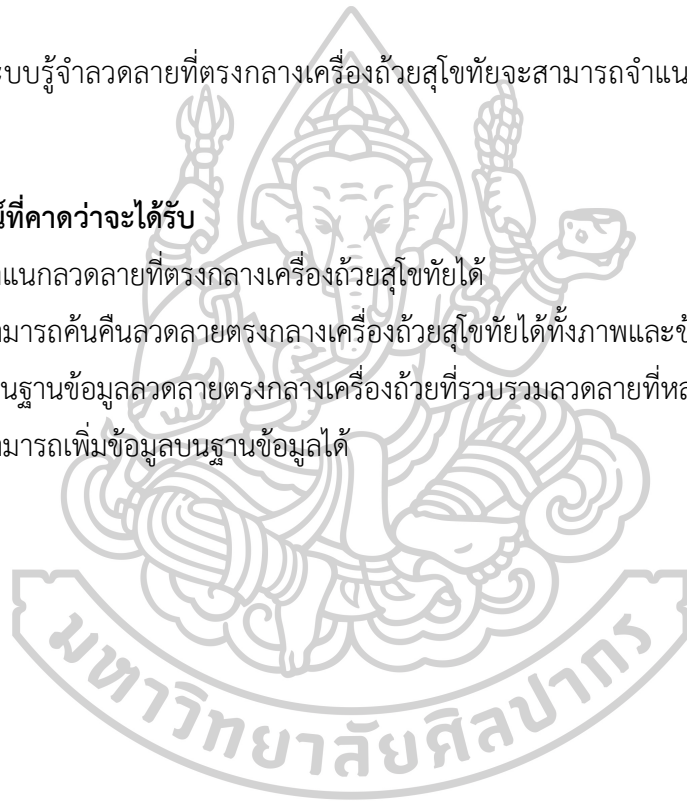 ระบบรู้จำลวดลายที่ตรงกลางเครื่องถ้วยสุโขทัยจะสามารถจำแน
ที่คาดว่าจะได้รับ
แนกลวดลายที่ตรงกลางเครื่องถ้วยสุโขทัยได้
ามารถค้นคืนลวดลายตรงกลางเครื่องถ้วยสุโขทัยได้ทั้งภาพและข้
นฐานข้อมูลลวดลายตรงกลางเครื่องถ้วยที่รวบรวมลวดลายที่หล
ามารถเพิ่มข้อมูลบนฐานข้อมูลได้
มหาวิทยาลัยศิลปากร